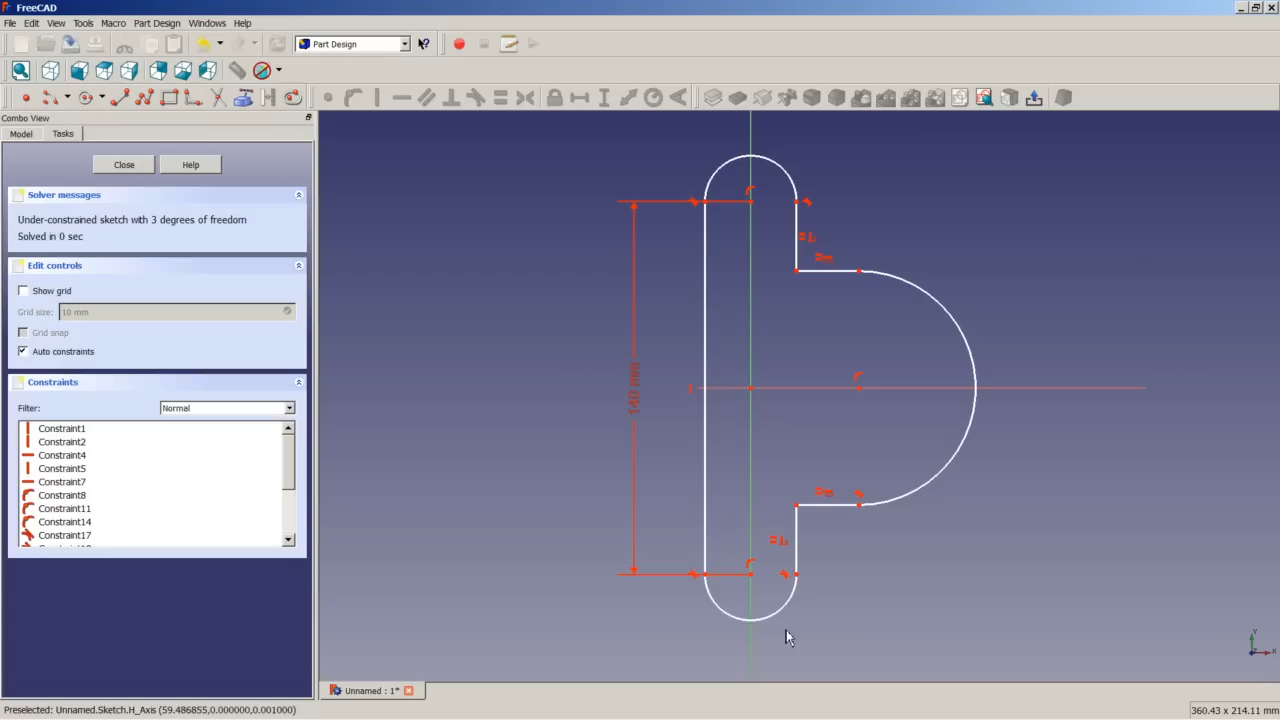 FreeCAD
File Edit View Tools Macro Part Design Windows Help
Part Design
Combo View
Model Tasks
Close Help
Solver messages
Under-constrained sketch with 3 degrees of freedom
Solved in 0 sec
Edit controls
Show grid
Grid size: 10 mm
Grid snap
Auto constraints
Constraints
Filter: Normal
Constraint1
Constraint2
Constraint4
Constraint5
Constraint7
Constraint8
Constraint11
Constraint14
Constraint17
140 mm
Y
X
Unnamed : 1*
Preselected: Unnamed.Sketch.H_Axis (59.486855,0.000000,0.001000)
360.43 x 214.11 mm